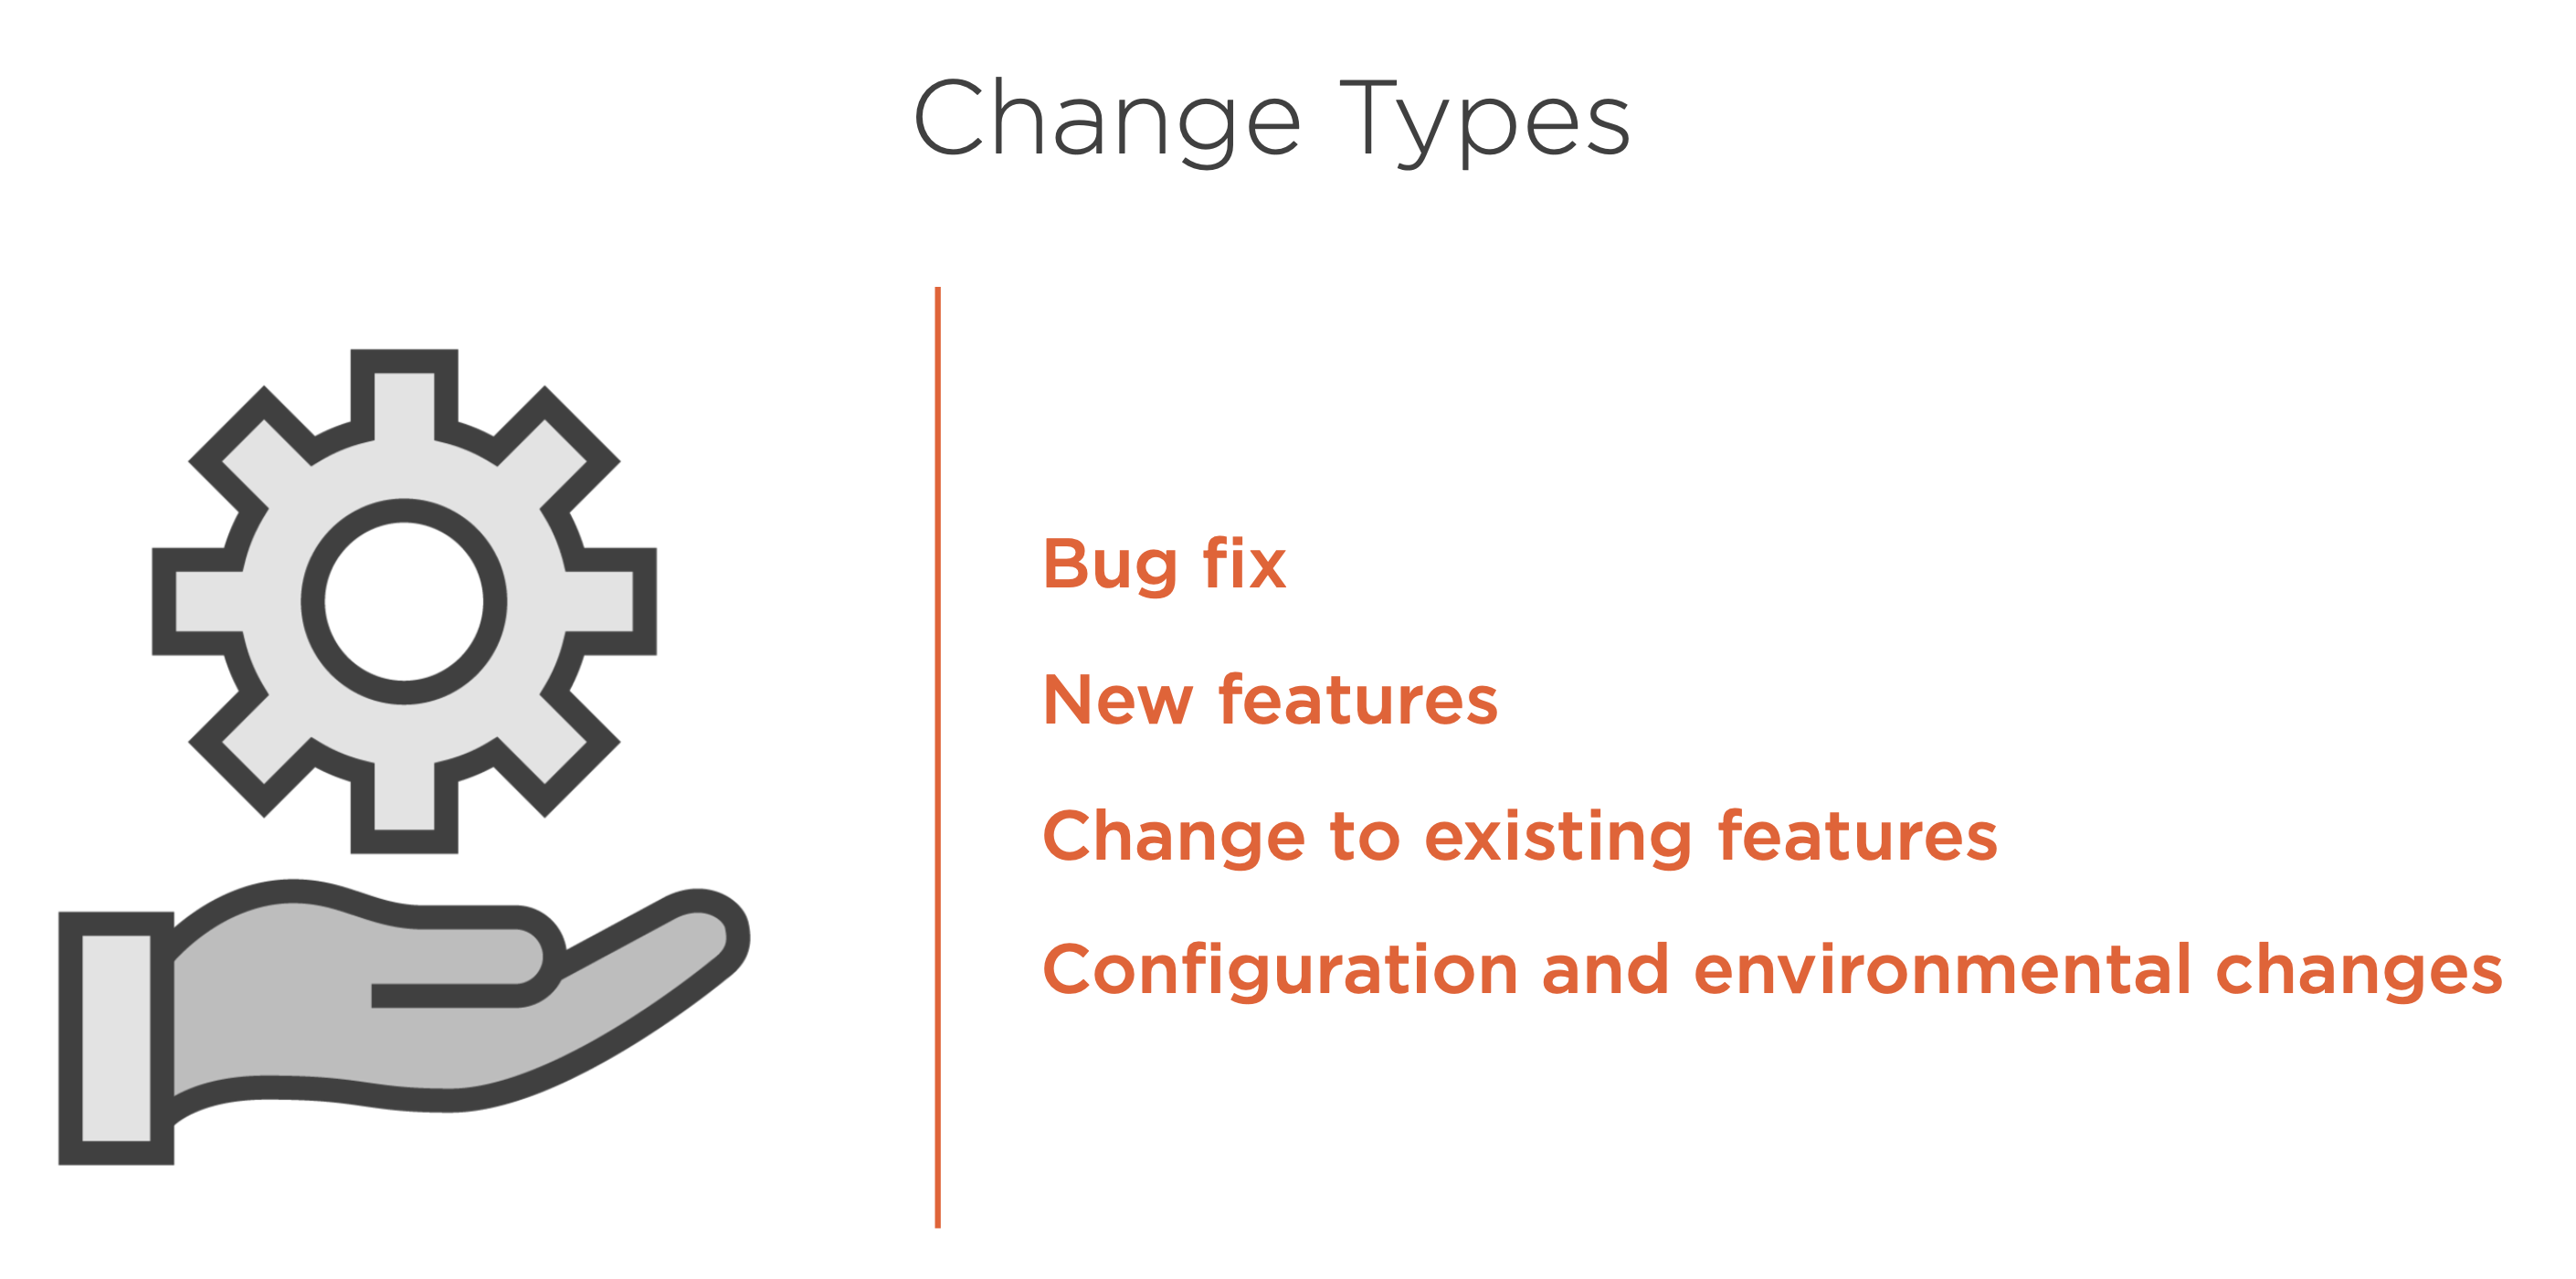 Change Types
Bug fix
New features
Change to existing features
Configuration and environmental changes